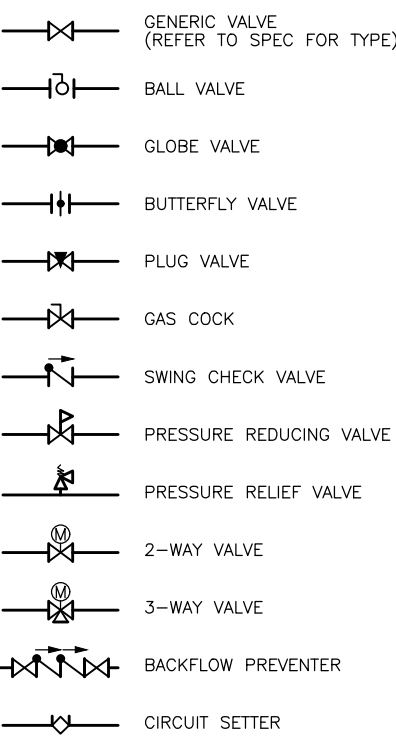 GENERIC VALVE
(REFER TO SPEC FOR TYPE)
BALL VALVE
GLOBE VALVE
BUTTERFLY VALVE
PLUG VALVE
GAS COCK
SWING CHECK VALVE
PRESSURE REDUCING VALVE
PRESSURE RELIEF VALVE
M
2-WAY VALVE
M
3-WAY VALVE
BACKFLOW PREVENTER
CIRCUIT SETTER